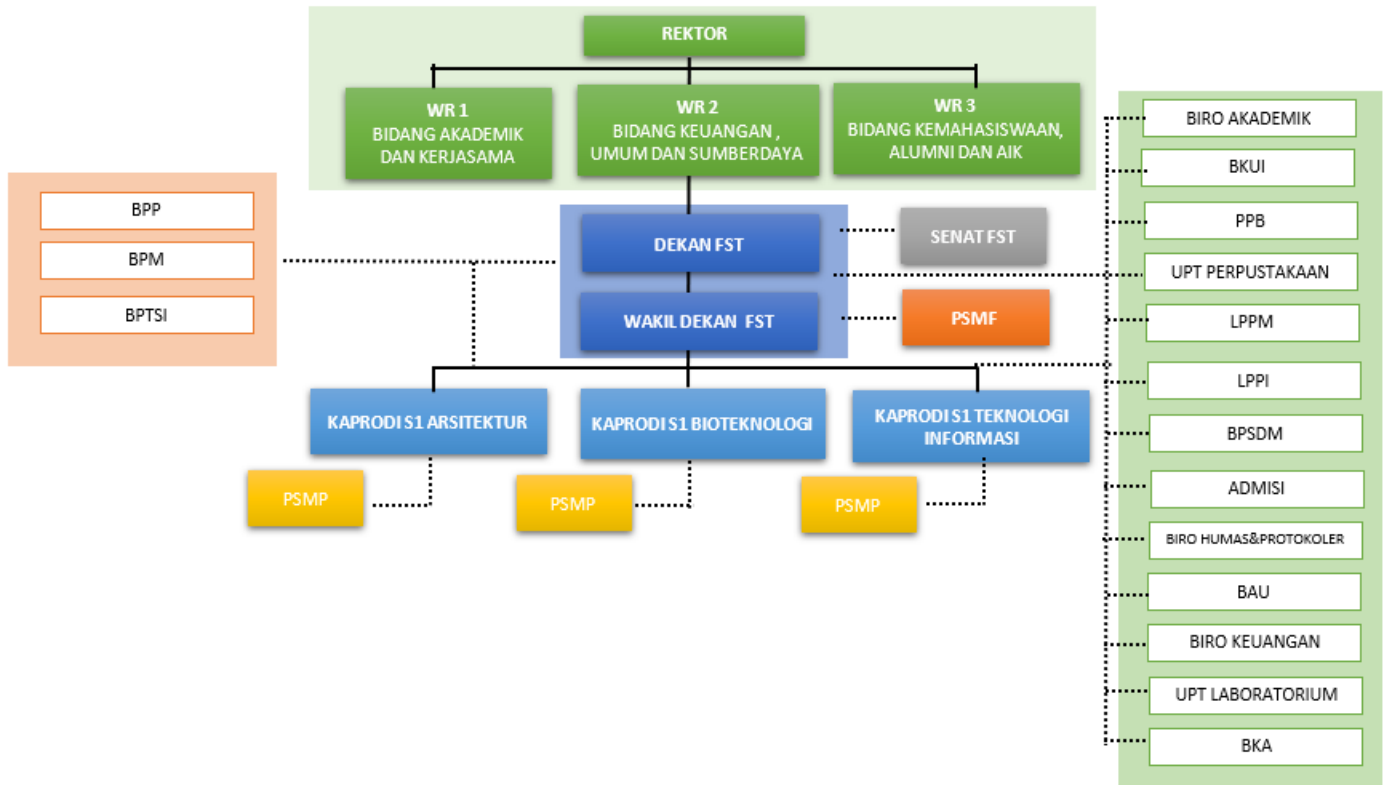 REKTOR
WR 1
BIDANG AKADEMIK
DAN KERJASAMA
WR 2
BIDANG KEUANGAN ,
UMUM DAN SUMBERDAYA
WR 3
BIDANG KEMAHASISWAAN,
ALUMNI DAN AIK
BPP
BPM
BPTSI
DEKAN FST
WAKIL DEKAN FST
SENAT FST
PSMF
KAPRODI S1 ARSITEKTUR
KAPRODI S1 BIOTEKNOLOGI
KAPRODI S1 TEKNOLOGI
INFORMASI
PSMP
PSMP
PSMP
BIRO AKADEMIK
BKUI
PPB
UPT PERPUSTAKAAN
LPPM
LPPI
BPSDM
ADMISI
BIRO HUMAS&PROTOKOLER
BAU
BIRO KEUANGAN
UPT LABORATORIUM
BKA